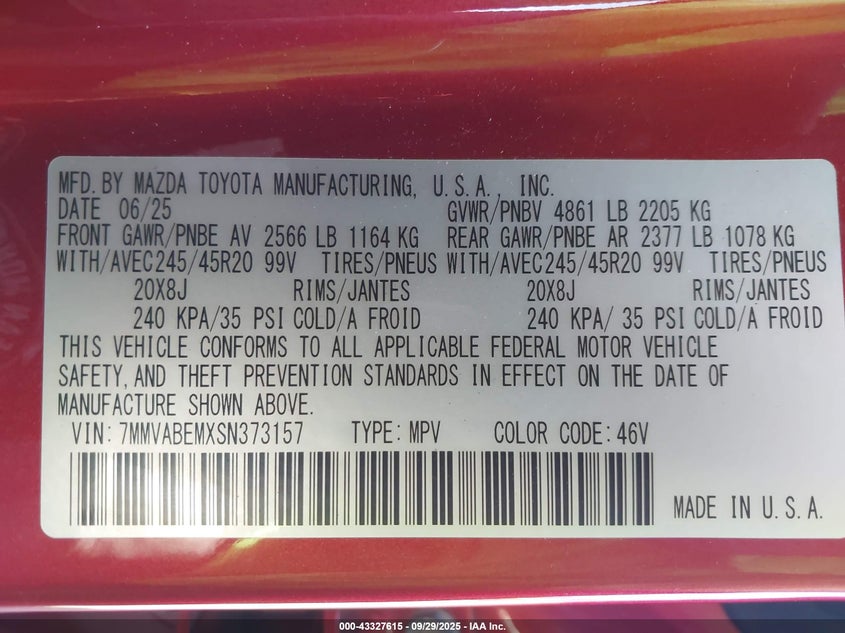 MFD. BY MAZDA TOYOTA MANUFACTURING, U.S.A., INC.
DATE 06/25 GVWR/PNBV 4861 LB 2205 KG
FRONT GAWR/PNBE AV 2566 LB 1164 KG REAR GAWR/PNBE AR 2377 LB 1078 KG
WITH/AVEC245/45R20 99V TIRES/PNEUS WITH/AVEC245/45R20 99V TIRES/PNEUS
20X8J RIMS/JANTES 20X8J RIMS/JANTES
240 KPA/35 PSI COLD/A FROID 240 KPA/ 35 PSI COLD/A FROID
THIS VEHICLE CONFORMS TO ALL APPLICABLE FEDERAL MOTOR VEHICLE
SAFETY, AND THEFT PREVENTION STANDARDS IN EFFECT ON THE DATE OF
MANUFACTURE SHOWN ABOVE.
VIN: 7MMVABEMXSN373157 TYPE: MPV COLOR CODE: 46V
MADE IN U.S.A.
000-43327615 - 09/29/2025 - IAA Inc.